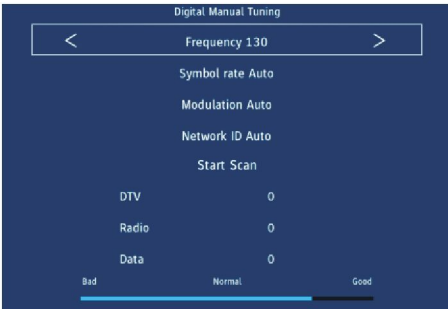 Digital Manual Tuning
< Frequency 130 >
Symbol rate Auto
Modulation Auto
Network ID Auto
Start Scan
DTV 0
Radio 0
Data 0
Bad Normal Good